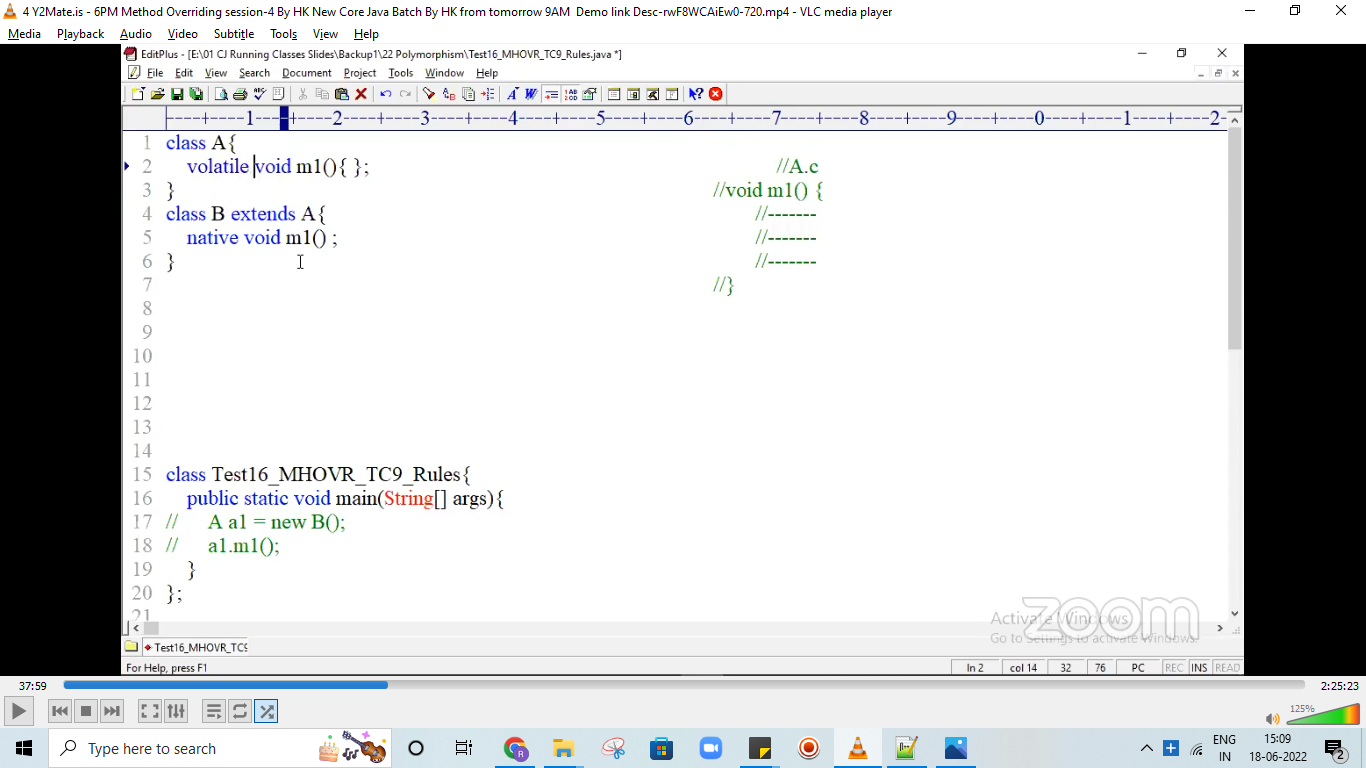 4 Y2Mate.is - 6PM Method Overriding session-4 By HK New Core Java Batch By HK from tomorrow 9AM  Demo link Desc-rwF8WCAiEw0-720.mp4 - VLC media player
Media Playback Audio Video Subtitle Tools View Help
EditPlus - [E:\01 CJ Running Classes Slides\Backup1\22 Polymorphism\Test16_MHOVR_TC9_Rules.java *]
File Edit View Search Document Project Tools Window Help
----+----1----+----2----+----3----+----4----+----5----+----6----+----7----+----8----+----9----+----0----+----1----+----2-
1 class A{
2 volatile void m1(){ }; //A.c
3 } //void m1() {
4 class B extends A{ //-------
5 native void m1() ; //-------
6 } //-------
7 //}
8
9
10
11
12
13
14
15 class Test16_MHOVR_TC9_Rules{
16 public static void main(String[] args){
17 // A a1 = new B();
18 // a1.m1();
19 }
20 };
21
zoom
Activate Windows
Go to Settings to activate Windows.
Test16_MHOVR_TC9
For Help, press F1 ln 2 col 14 32 76 PC REC INS READ
37:59 2:25:23
125%
Type here to search
ENG
IN
15:09
18-06-2022
2